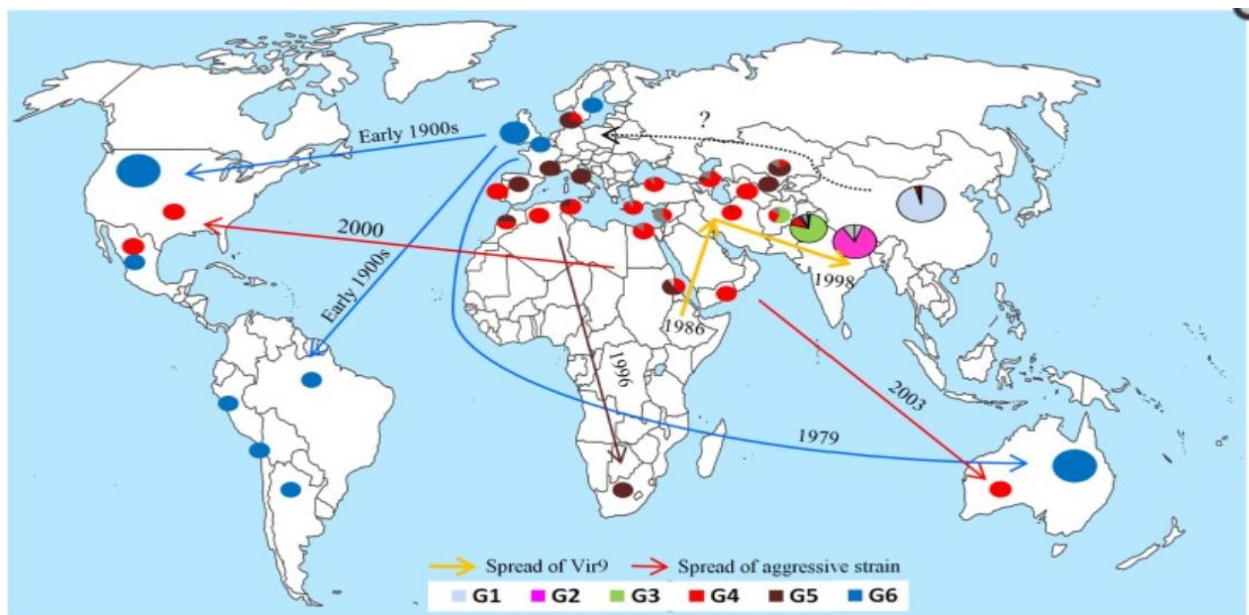 ?
Early 1900s
2000
Early 1900s
1998
1986
1996
2003
1979
Spread of Vir9
Spread of aggressive strain
G1 G2 G3 G4 G5 G6